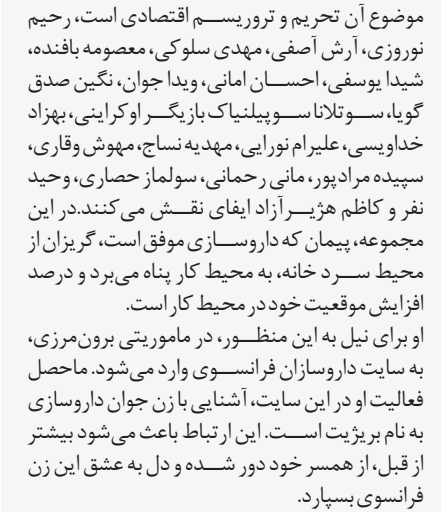 موضوع آن تحریم و تروریسم اقتصادی است، رحیم
نوروزی، آرش آصفی، مهدی سلوکی، معصومه بافنده،
شیدا یوسفی، احسان امانی، ویدا جوان، نگین صدق
گویا، سوتلانا سوپیلنیاک بازیگر اوکراینی، بهزاد
خداویسی، علیرام نورایی، مهدیه نساج، مهوش وقاری،
سپیده مرادپور، مانی رحمانی، سولماز حصاری، وحید
نفر و کاظم هژیرآزاد ایفای نقش می‌کنند.در این
مجموعه، پیمان که داروسازی موفق است، گریزان از
محیط سرد خانه، به محیط کار پناه می‌برد و درصد
افزایش موقعیت خود در محیط کار است.
او برای نیل به این منظور، در ماموریتی برون‌مرزی،
به سایت داروسازان فرانسوی وارد می‌شود. ماحصل
فعالیت او در این سایت، آشنایی با زن جوان داروسازی
به نام بریژیت است. این ارتباط باعث می‌شود بیشتر
از قبل، از همسر خود دور شده و دل به عشق این زن
فرانسوی بسپارد.